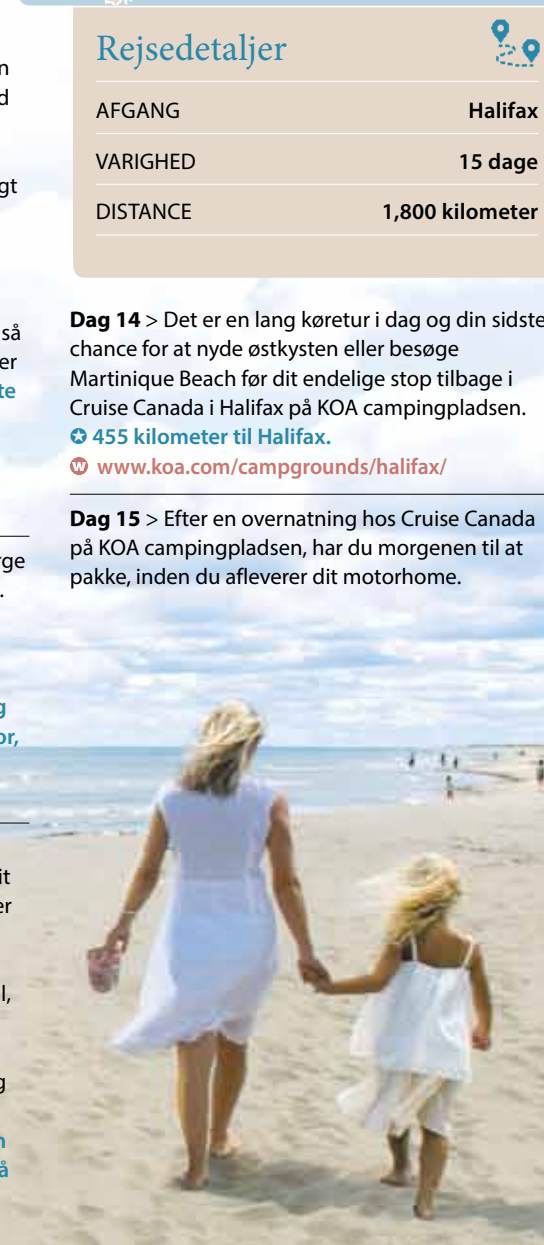 Rejsedetaljer
AFGANG Halifax
VARIGHED 15 dage
DISTANCE 1,800 kilometer
Dag 14 > Det er en lang køretur i dag og din sidste
chance for at nyde østkysten eller besøge
Martinique Beach før dit endelige stop tilbage i
Cruise Canada i Halifax på KOA campingpladsen.
455 kilometer til Halifax.
W www.koa.com/campgrounds/halifax/
Dag 15 > Efter en overnatning hos Cruise Canada
på KOA campingpladsen, har du morgenen til at
pakke, inden du afleverer dit motorhome.
så